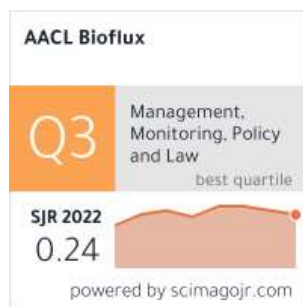 AACL Bioflux
Q3
Management,
Monitoring, Policy
and Law
best quartile
SJR 2022
0.24
powered by scimagojr.com